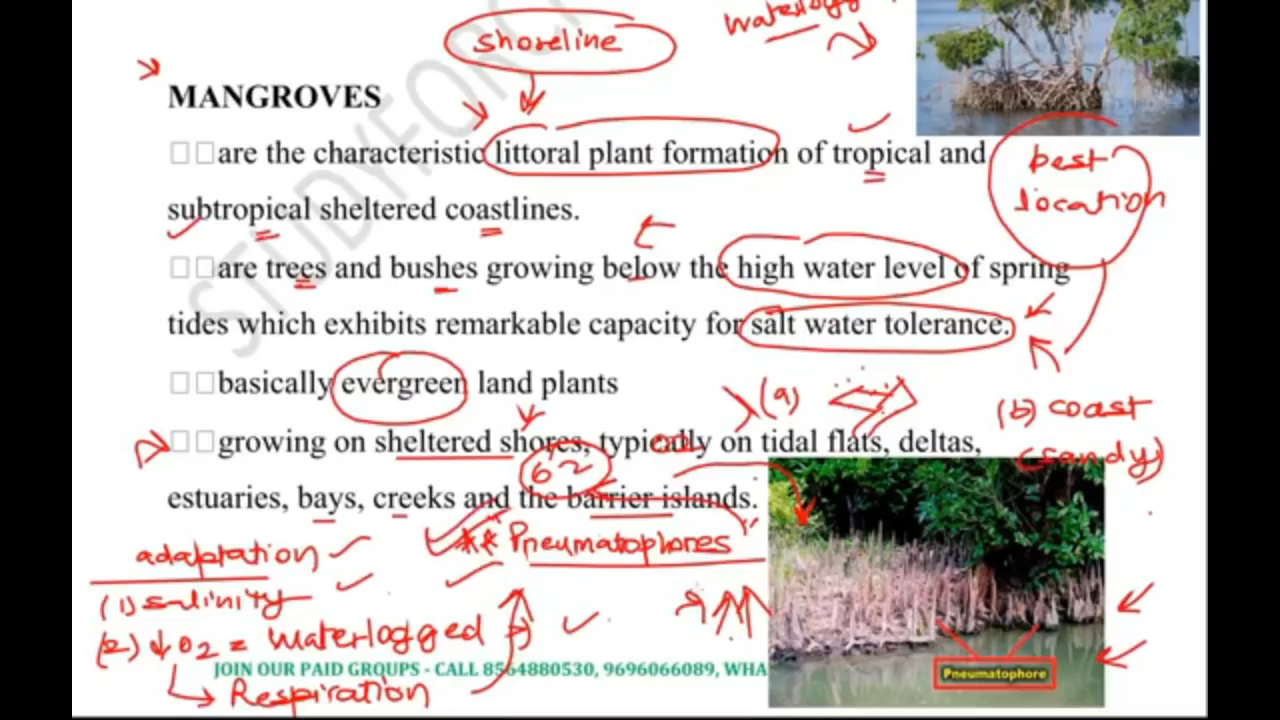 shoreline
MANGROVES
are the characteristic littoral plant formation of tropical and
subtropical sheltered coastlines.
best
location
are trees and bushes growing below the high water level of spring
tides which exhibits remarkable capacity for salt water tolerance.
basically evergreen land plants
(a)
(b) coast
(sandy)
growing on sheltered shores, typically on tidal flats, deltas,
O2
estuaries, bays, creeks and the barrier islands.
** Pneumatophores
adaptation
(1) salinity
(2) ↓ O2 = waterlogged
JOIN OUR PAID GROUPS - CALL 8564880530, 9696066089, WHA
Respiration
Pneumatophore